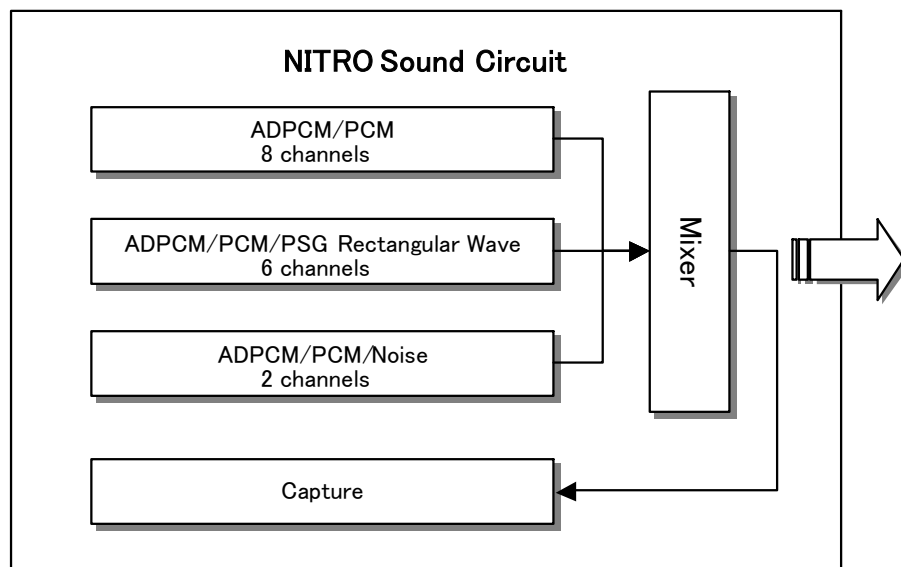 NITRO Sound Circuit
ADPCM/PCM
8 channels
ADPCM/PCM/PSG Rectangular Wave
6 channels
ADPCM/PCM/Noise
2 channels
Mixer
Capture